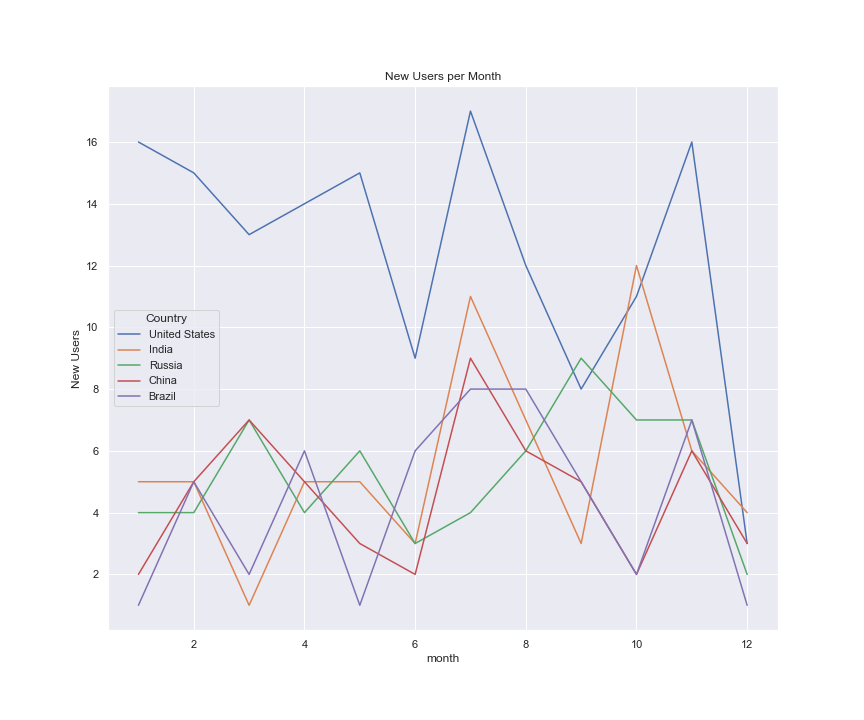 New Users per Month
New Users
16
14
12
10
8
6
4
2
Country
United States
India
Russia
China
Brazil
2 4 6 8 10 12
month